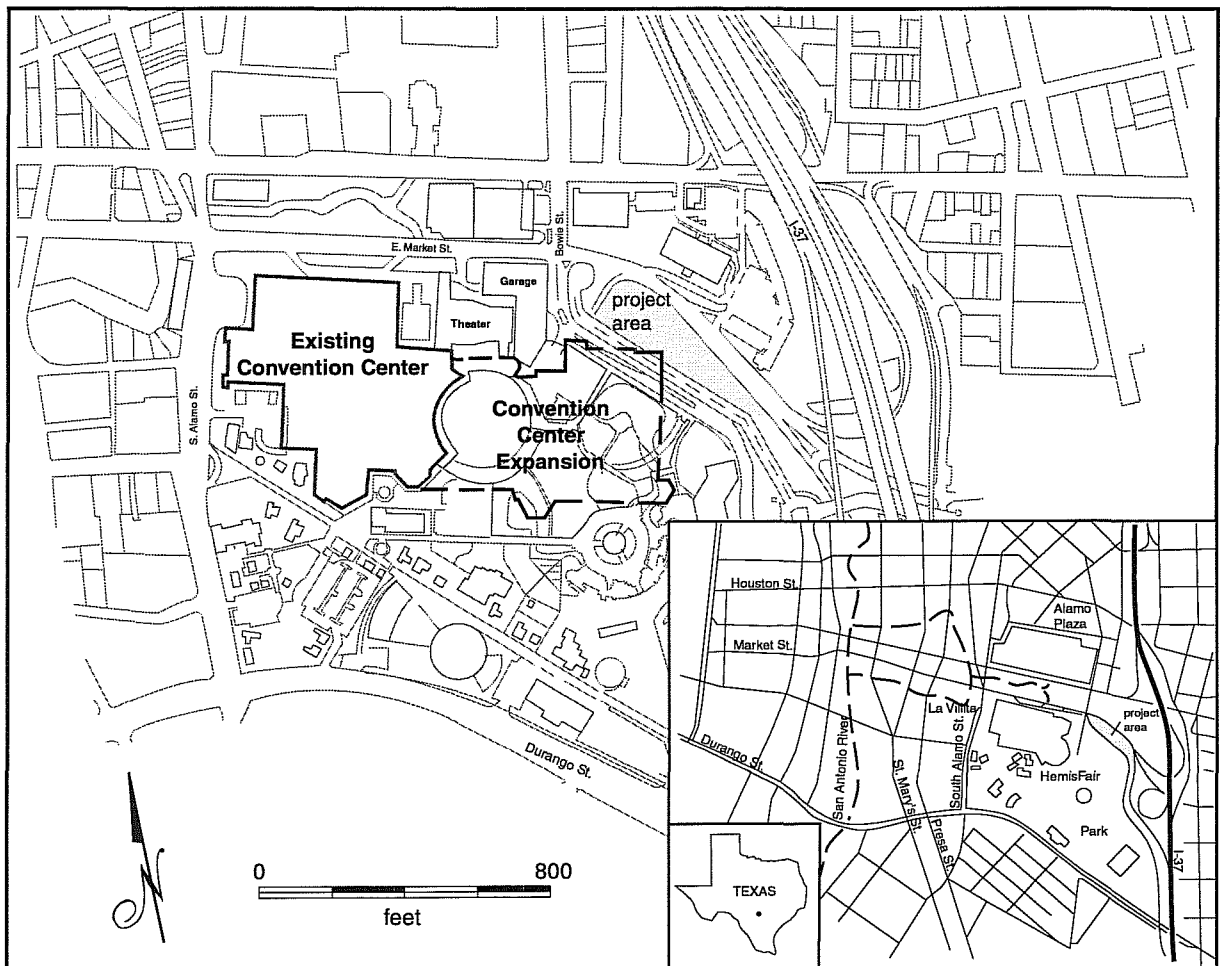 E. Market St.
Bowie St.
I-37
Garage
project
area
Theater
Existing
Convention Center
S. Alamo St.
Convention
Center
Expansion
Durango St.
N
0
800
feet
Houston St.
Alamo
Plaza
Market St.
La Villita
project
area
Durango St.
San Antonio River
St. Mary's St.
Presa St.
South Alamo St.
HemisFair
Park
I-37
TEXAS